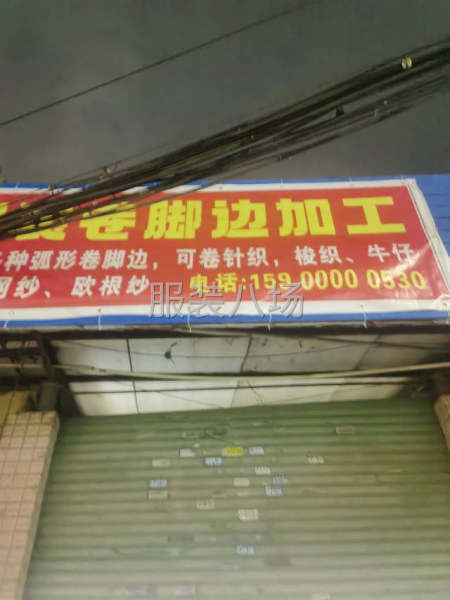 卷脚边加工
种弧形卷脚边，可卷针织，梭织、牛仔
网纱、欧根纱 电话:159 0000 0530
服装八场